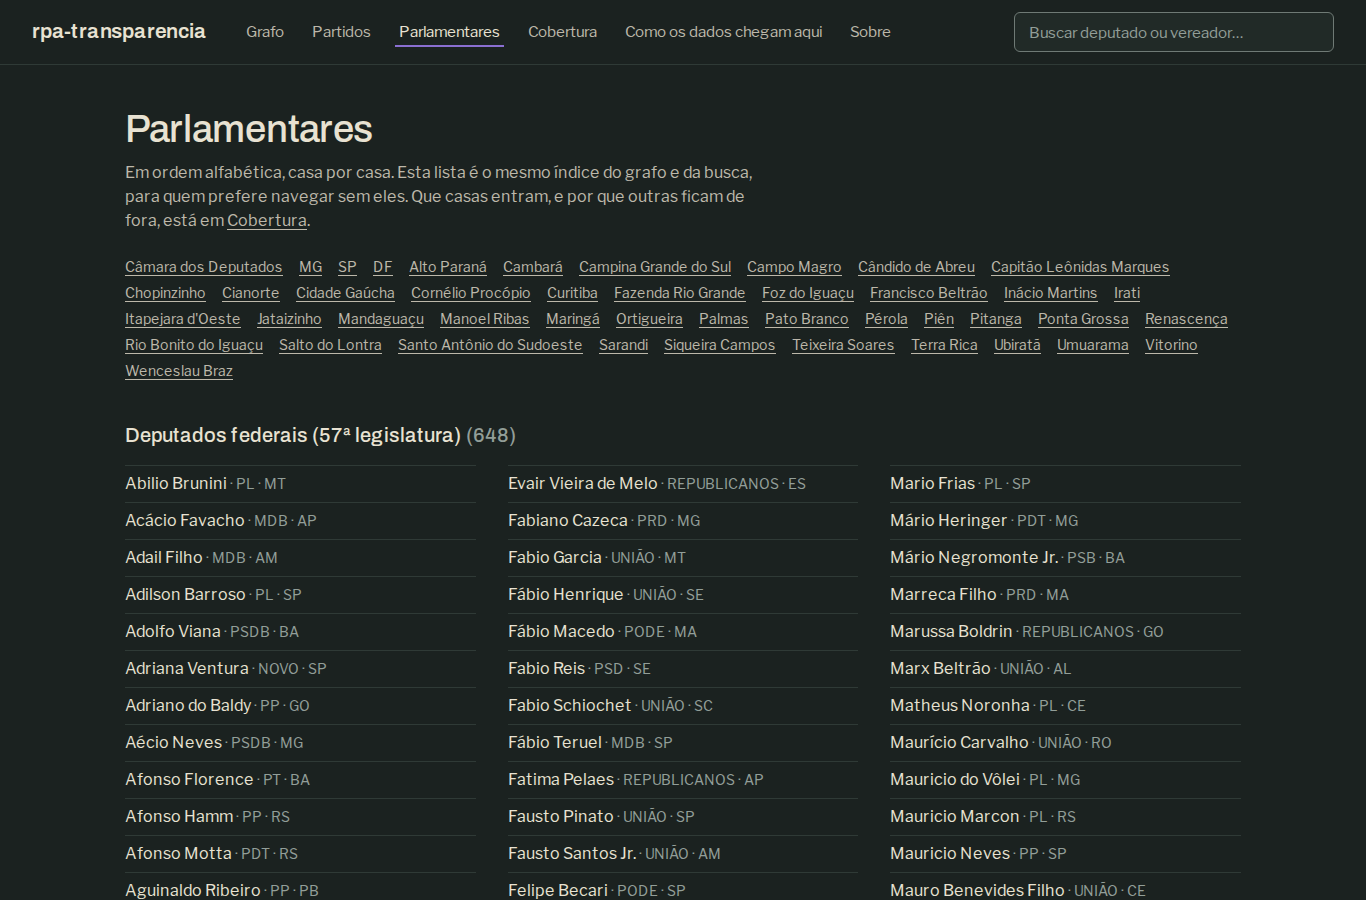 rpa-transparencia
Grafo
Partidos
Parlamentares
Cobertura
Como os dados chegam aqui
Sobre
Buscar deputado ou vereador...
Parlamentares
Em ordem alfabética, casa por casa. Esta lista é o mesmo índice do grafo e da busca,
para quem prefere navegar sem eles. Que casas entram, e por que outras ficam de
fora, está em Cobertura.
Câmara dos Deputados MG SP DF Alto Paraná Cambará Campina Grande do Sul Campo Magro Cândido de Abreu Capitão Leônidas Marques
Chopinzinho Cianorte Cidade Gaúcha Cornélio Procópio Curitiba Fazenda Rio Grande Foz do Iguaçu Francisco Beltrão Inácio Martins Irati
Itapejara d'Oeste Jataizinho Mandaguaçu Manoel Ribas Maringá Ortigueira Palmas Pato Branco Pérola Piên Pitanga Ponta Grossa Renascença
Rio Bonito do Iguaçu Salto do Lontra Santo Antônio do Sudoeste Sarandi Siqueira Campos Teixeira Soares Terra Rica Ubiratã Umuarama Vitorino
Wenceslau Braz
Deputados federais (57ª legislatura) (648)
Abilio Brunini · PL · MT
Acácio Favacho · MDB · AP
Adail Filho · MDB · AM
Adilson Barroso · PL · SP
Adolfo Viana · PSDB · BA
Adriana Ventura · NOVO · SP
Adriano do Baldy · PP · GO
Aécio Neves · PSDB · MG
Afonso Florence · PT · BA
Afonso Hamm · PP · RS
Afonso Motta · PDT · RS
Aguinaldo Ribeiro · PP · PB
Evair Vieira de Melo · REPUBLICANOS · ES
Fabiano Cazeca · PRD · MG
Fabio Garcia · UNIÃO · MT
Fábio Henrique · UNIÃO · SE
Fábio Macedo · PODE · MA
Fabio Reis · PSD · SE
Fabio Schiochet · UNIÃO · SC
Fábio Teruel · MDB · SP
Fatima Pelaes · REPUBLICANOS · AP
Fausto Pinato · UNIÃO · SP
Fausto Santos Jr. · UNIÃO · AM
Felipe Becari · PODE · SP
Mario Frias · PL · SP
Mário Heringer · PDT · MG
Mário Negromonte Jr. · PSB · BA
Marreca Filho · PRD · MA
Marussa Boldrin · REPUBLICANOS · GO
Marx Beltrão · UNIÃO · AL
Matheus Noronha · PL · CE
Maurício Carvalho · UNIÃO · RO
Mauricio do Vôlei · PL · MG
Mauricio Marcon · PL · RS
Mauricio Neves · PP · SP
Mauro Benevides Filho · UNIÃO · CE